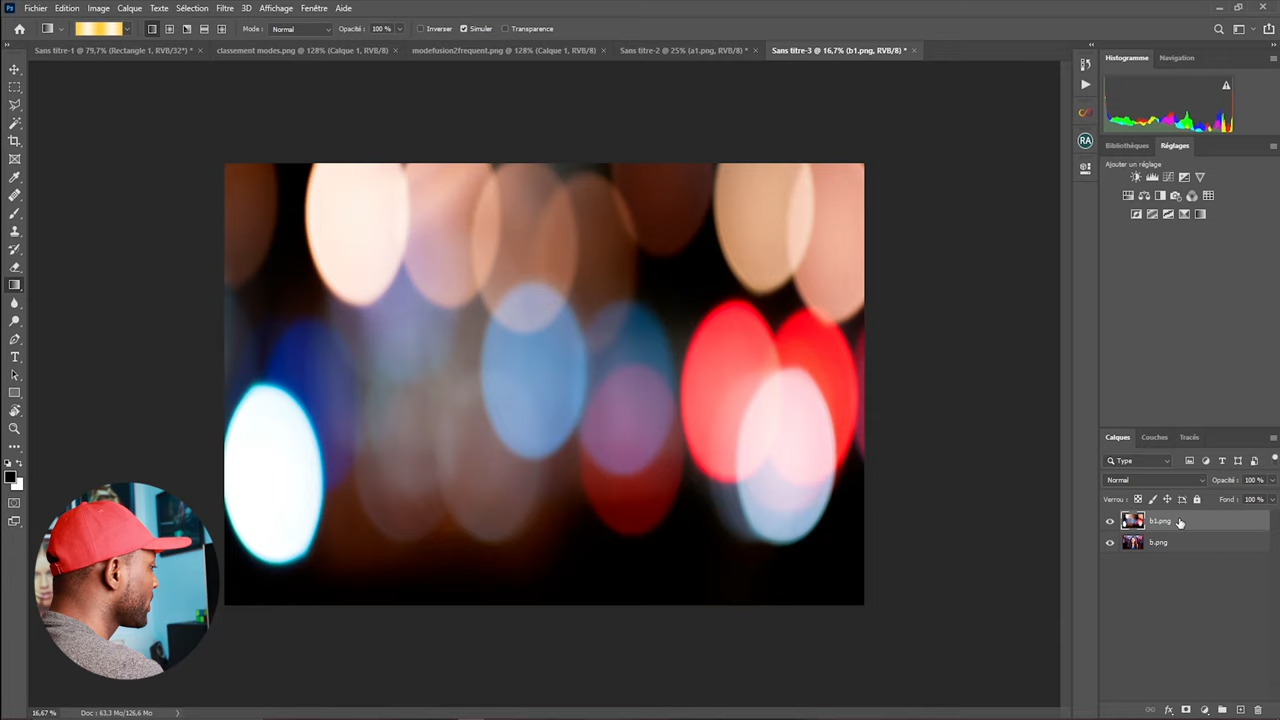 Ps Fichier Edition Image Calque Texte Sélection Filtre 3D Affichage Fenêtre Aide
Mode : Normal Opacité : 100 % Inverser Simuler Transparence
Sans titre-1 @ 79,7% (Rectangle 1, RVB/32*) * × classement modes.png @ 128% (Calque 1, RVB/8) × modefusion2frequent.png @ 128% (Calque 1, RVB/8) × Sans titre-2 @ 25% (a1.png, RVB/8) * × Sans titre-3 @ 16,7% (b1.png, RVB/8) * ×
Histogramme Navigation
RA
Bibliothèques Réglages
Ajouter un réglage
Calques Couches Tracés
Type
Normal Opacité : 100 %
Verrou : Fond : 100 %
b1.png
b.png
16,67 % Doc : 63,3 Mo/126,6 Mo